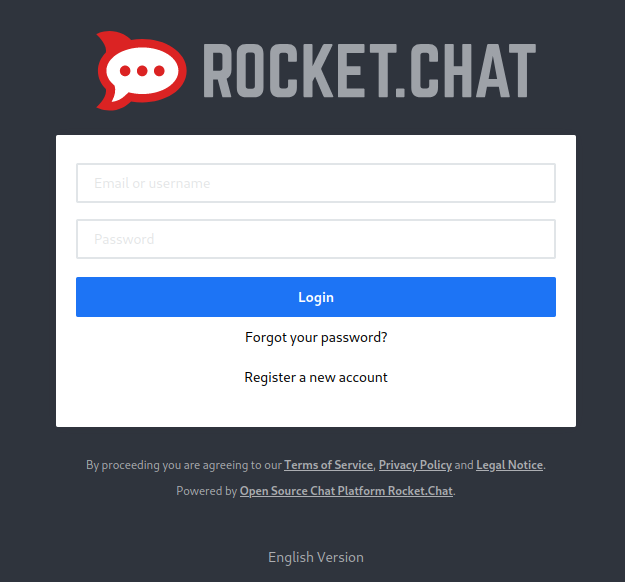 ROCKET.CHAT
Email or username
Password
Login
Forgot your password?
Register a new account
By proceeding you are agreeing to our Terms of Service, Privacy Policy and Legal Notice.
Powered by Open Source Chat Platform Rocket.Chat.
English Version